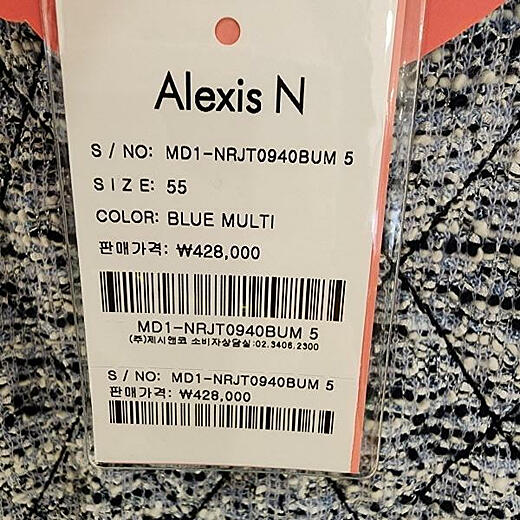 Alexis N
S / NO: MD1-NRJT0940BUM 5
SIZE: 55
COLOR: BLUE MULTI
판매가격: ₩428,000
MD1-NRJT0940BUM 5
(주)제시앤코 소비자상담실:02.3406.2300
S / NO: MD1-NRJT0940BUM 5
판매가격: ₩428,000